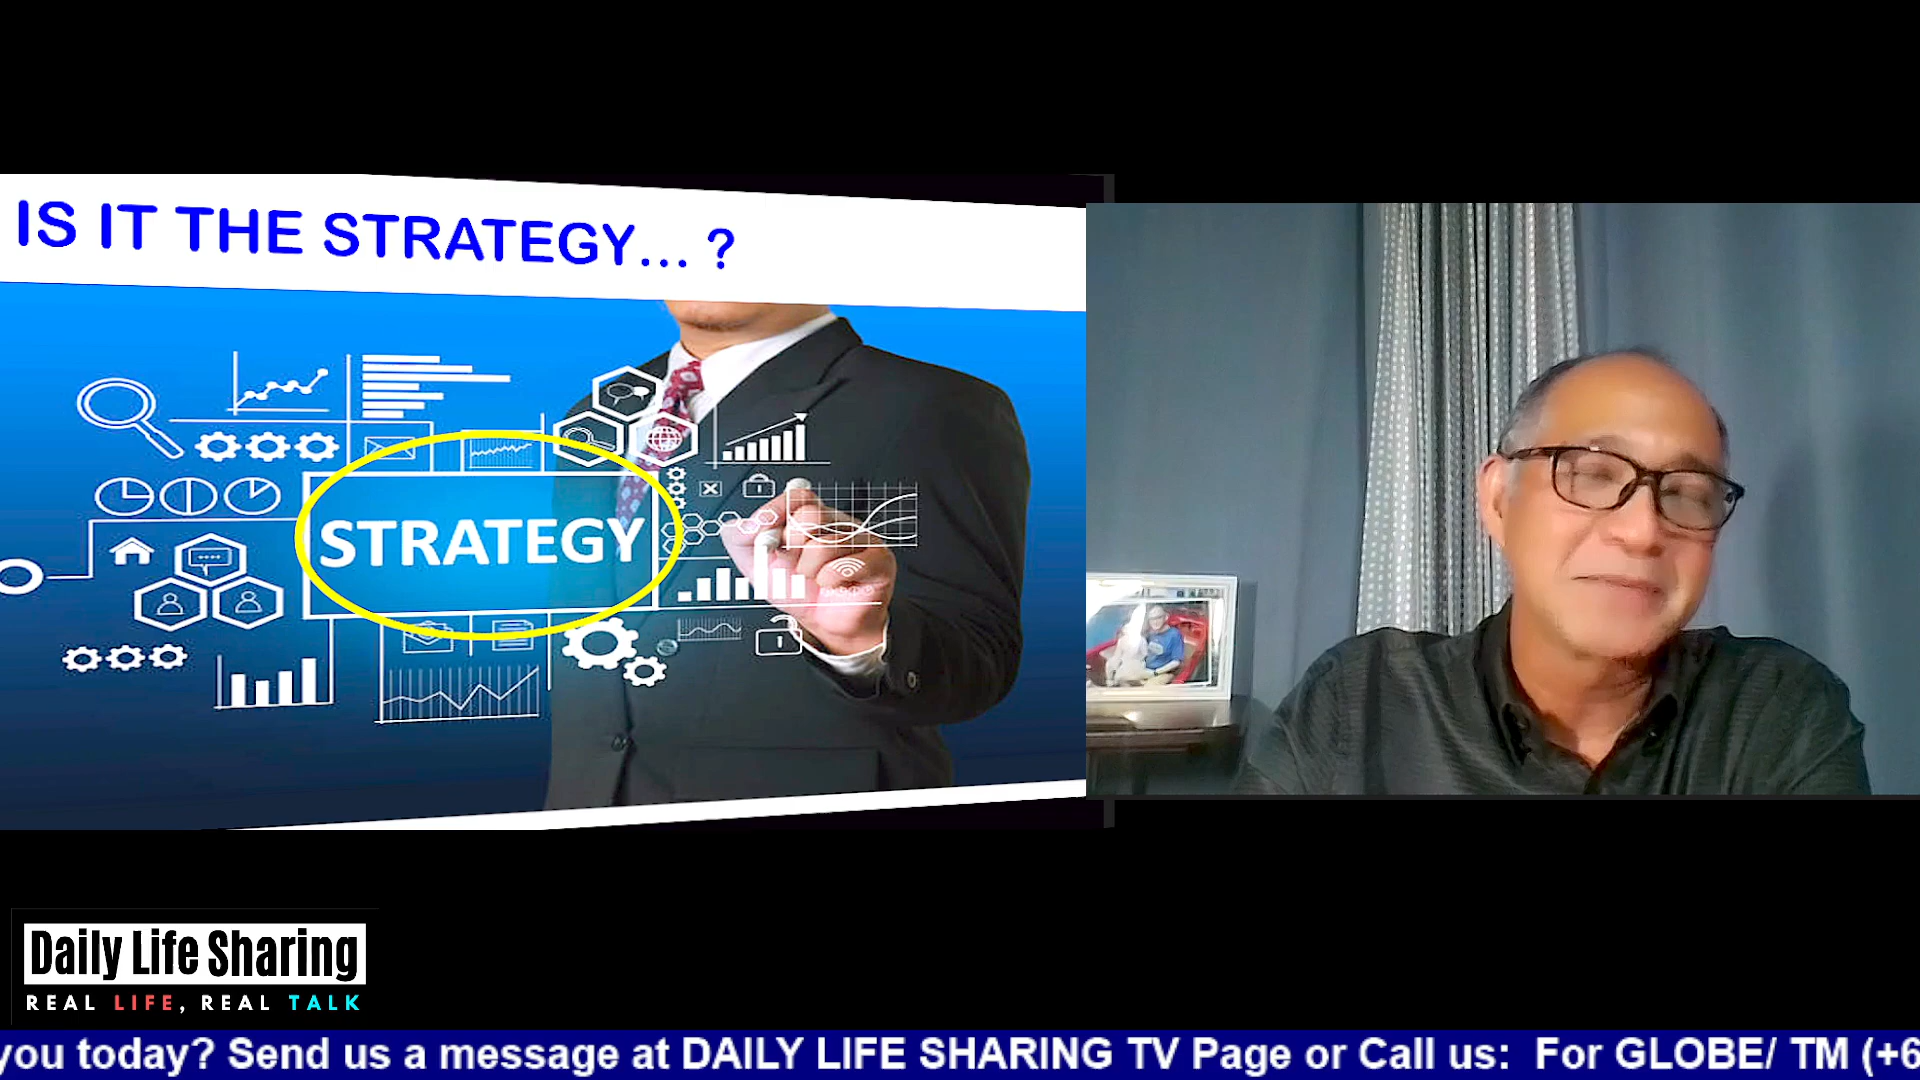 IS IT THE STRATEGY... ?
STRATEGY
Daily Life Sharing
REAL LIFE, REAL TALK
you today? Send us a message at DAILY LIFE SHARING TV Page or Call us: For GLOBE/ TM (+6